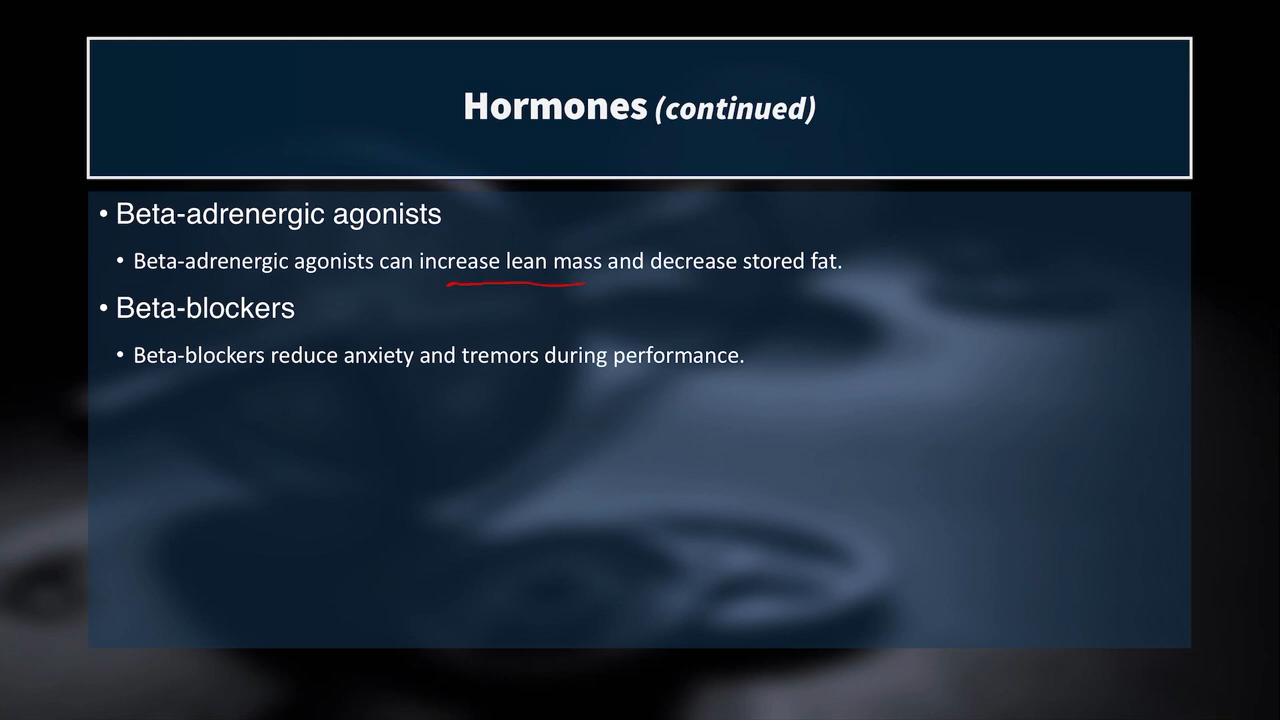 Hormones (continued)
• Beta-adrenergic agonists
• Beta-adrenergic agonists can increase lean mass and decrease stored fat.
• Beta-blockers
• Beta-blockers reduce anxiety and tremors during performance.